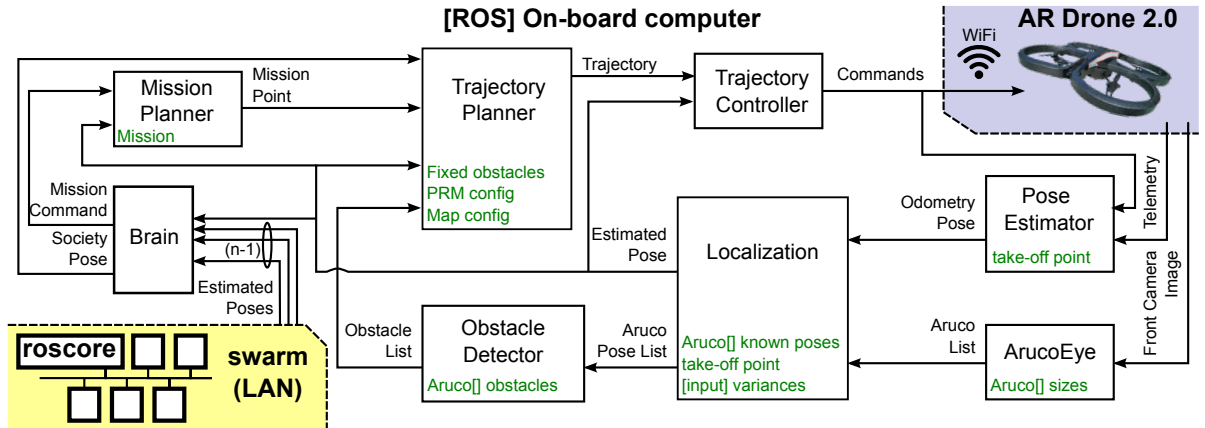 [ROS] On-board computer
AR Drone 2.0
WiFi
Mission
Planner
Mission
Mission
Point
Trajectory
Planner
Fixed obstacles
PRM config
Map config
Trajectory
Trajectory
Controller
Commands
Mission
Command
Society
Pose
Brain
(n-1)
Estimated
Poses
Estimated
Pose
Localization
Aruco[] known poses
take-off point
[input] variances
Odometry
Pose
Pose
Estimator
take-off point
Telemetry
Front Camera
Image
roscore
swarm
(LAN)
Obstacle
List
Obstacle
Detector
Aruco[] obstacles
Aruco
Pose List
Aruco
List
ArucoEye
Aruco[] sizes